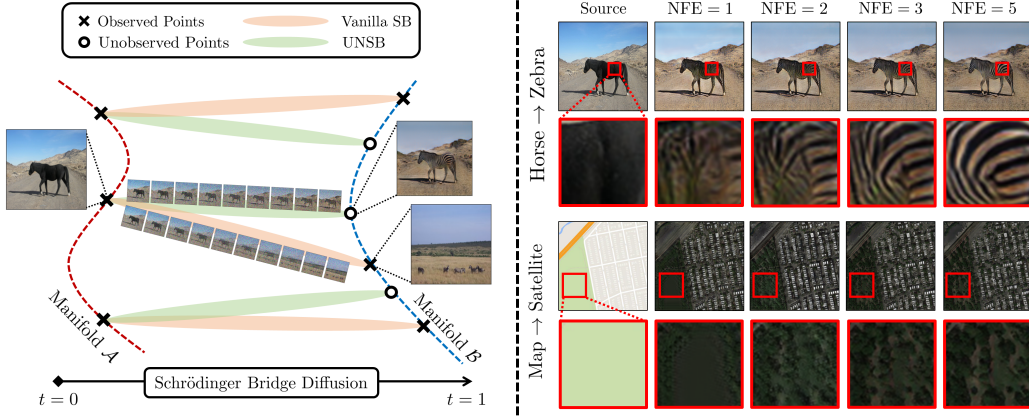 Observed Points
Vanilla SB
Unobserved Points
UNSB
Manifold 𝒜
Manifold ℬ
Schrödinger Bridge Diffusion
t = 0
t = 1
Source
NFE = 1
NFE = 2
NFE = 3
NFE = 5
Horse → Zebra
Map → Satellite